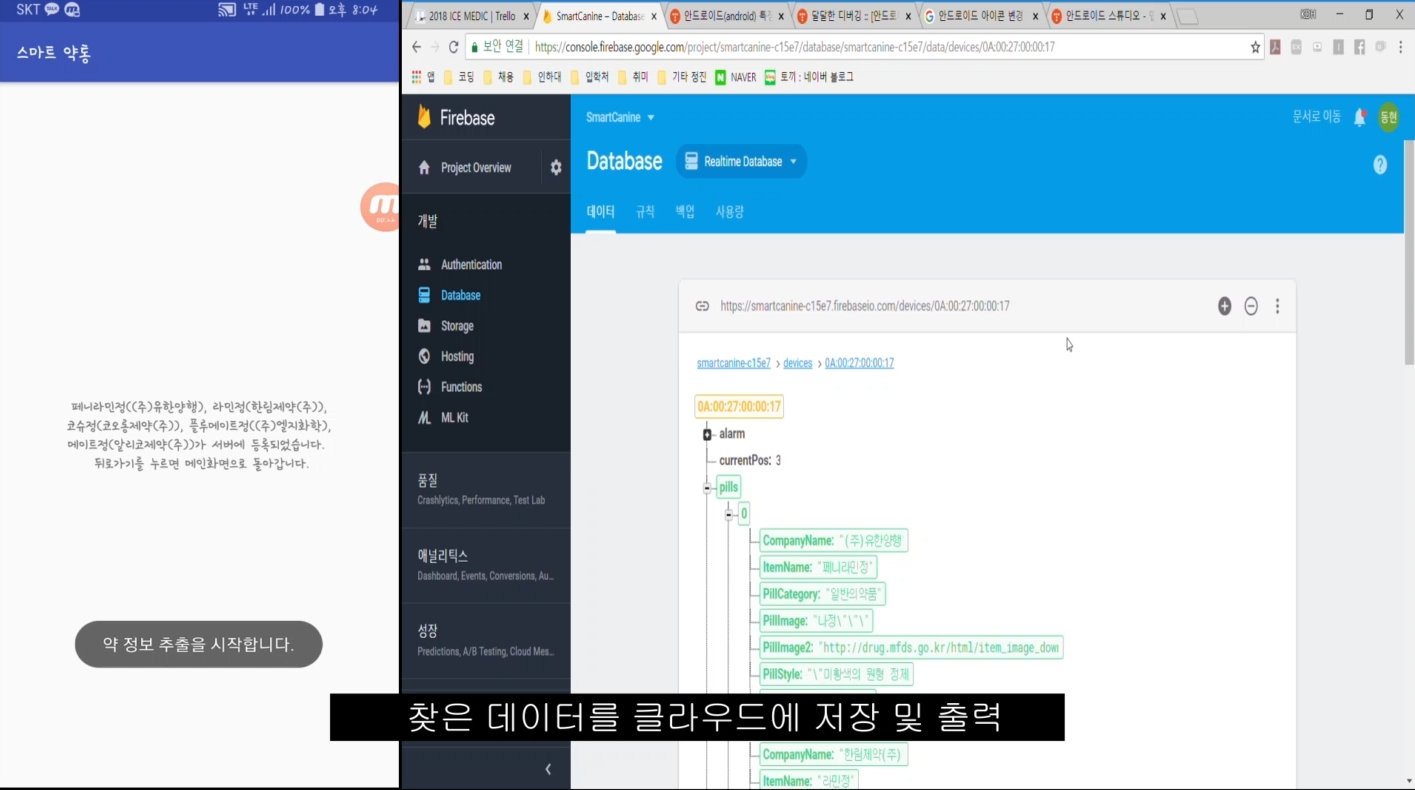 SKT LTE 100% 오후 8:04
스마트 약통
페니라민정((주)유한양행), 라민정(한림제약(주)),
코슈정(코오롱제약(주)), 플루메이트정((주)엘지화학),
메이트정(알리코제약(주))가 서버에 등록되었습니다.
뒤로가기를 누르면 메인화면으로 돌아갑니다.
약 정보 추출을 시작합니다.
2018 ICE MEDIC | Trello
SmartCanine – Database
안드로이드(android) 특
달달한 디버깅 :: [안드로
안드로이드 아이콘 변경
안드로이드 스튜디오 -
보안 연결 https://console.firebase.google.com/project/smartcanine-c15e7/database/smartcanine-c15e7/data/devices/0A:00:27:00:00:17
앱 코딩 채용 인하대 입학처 취미 기타 정진 NAVER 토끼 : 네이버 블로그
Firebase
Project Overview
개발
Authentication
Database
Storage
Hosting
Functions
ML Kit
품질
Crashlytics, Performance, Test Lab
애널리틱스
Dashboard, Events, Conversions, Au...
성장
Predictions, A/B Testing, Cloud Mes...
SmartCanine
문서로 이동
동현
Database Realtime Database
데이터 규칙 백업 사용량
https://smartcanine-c15e7.firebaseio.com/devices/0A:00:27:00:00:17
smartcanine-c15e7 > devices > 0A:00:27:00:00:17
0A:00:27:00:00:17
alarm
currentPos: 3
pills
0
CompanyName: "(주)유한양행"
ItemName: "페니라민정"
PillCategory: "일반의약품"
PillImage: "나정\"\"\"
PillImage2: "http://drug.mfds.go.kr/html/item_image_down
PillStyle: "\"미황색의 원형 정제
찾은 데이터를 클라우드에 저장 및 출력
CompanyName: "한림제약(주)
ItemName: "라민정"